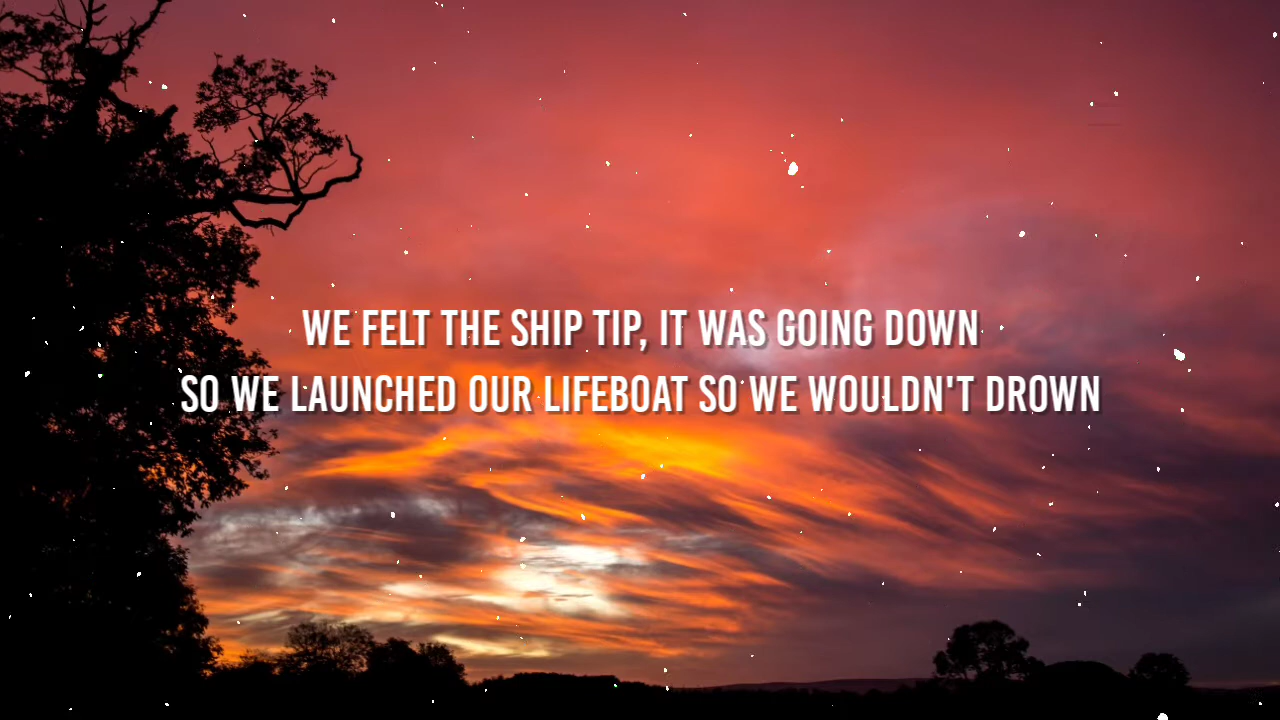 WE FELT THE SHIP TIP, IT WAS GOING DOWN
SO WE LAUNCHED OUR LIFEBOAT SO WE WOULDN'T DROWN